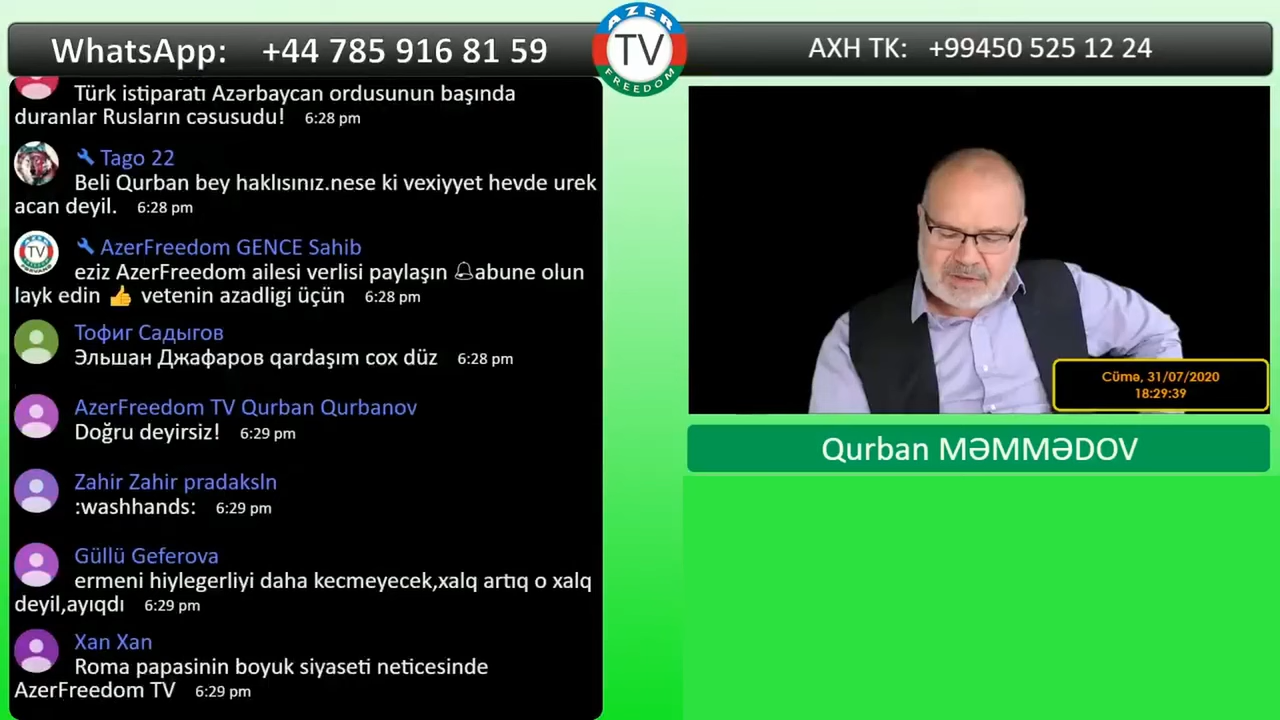 WhatsApp: +44 785 916 81 59
AZER
TV
FREEDOM
AXH TK: +99450 525 12 24
Türk istiparatı Azərbaycan ordusunun başında
duranlar Rusların cəsusudu! 6:28 pm
Tago 22
Beli Qurban bey haklısınız.nese ki vexiyyet hevde urek
acan deyil. 6:28 pm
AzerFreedom GENCE Sahib
eziz AzerFreedom ailesi verlisi paylaşın 🔔abune olun
layk edin 👍 vetenin azadligi üçün 6:28 pm
Тофиг Садыгов
Эльшан Джафаров qardaşım cox düz 6:28 pm
AzerFreedom TV Qurban Qurbanov
Doğru deyirsiz! 6:29 pm
Zahir Zahir pradaksln
:washhands: 6:29 pm
Güllü Geferova
ermeni hiylegerliyi daha kecmeyecek,xalq artıq o xalq
deyil,ayıqdı 6:29 pm
Xan Xan
Roma papasinin boyuk siyaseti neticesinde
AzerFreedom TV 6:29 pm
Cümə, 31/07/2020
18:29:39
Qurban MƏMMƏDOV